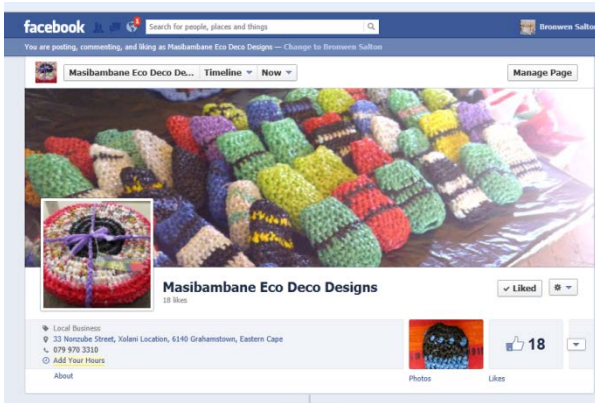 facebook
1
Search for people, places and things
Bronwen Salto
You are posting, commenting, and liking as Masibambane Eco Deco Designs — Change to Bronwen Salton
Masibambane Eco Deco De... Timeline Now Manage Page
Masibambane Eco Deco Designs
18 likes
Liked
Local Business
33 Nonzube Street, Xolani Location, 6140 Grahamstown, Eastern Cape
079 970 3310
Add Your Hours
18
About
Photos
Likes